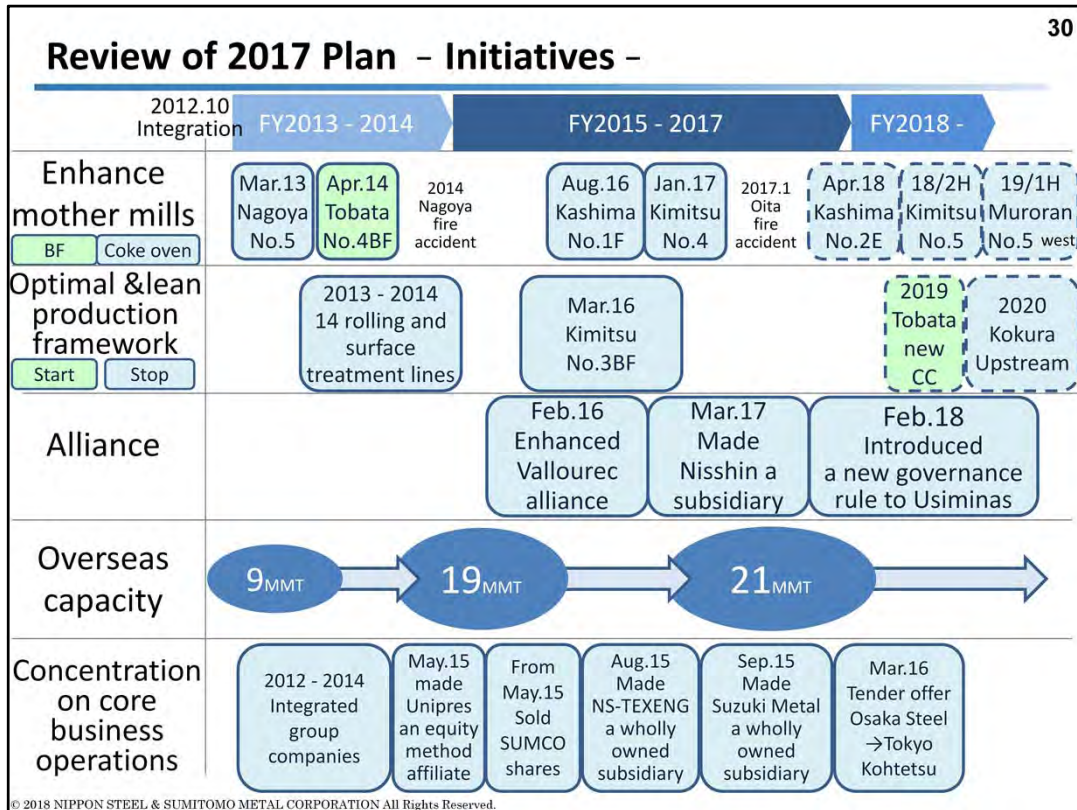 30
Review of 2017 Plan - Initiatives -
2012.10
Integration
FY2013 - 2014
FY2015 - 2017
FY2018 -
Enhance
mother mills
BF
Coke oven
Mar.13
Nagoya
No.5
Apr.14
Tobata
No.4BF
2014
Nagoya
fire
accident
Aug.16
Kashima
No.1F
Jan.17
Kimitsu
No.4
2017.1
Oita
fire
accident
Apr.18
Kashima
No.2E
18/2H
Kimitsu
No.5
19/1H
Muroran
No.5 west
Optimal &lean
production
framework
Start
Stop
2013 - 2014
14 rolling and
surface
treatment lines
Mar.16
Kimitsu
No.3BF
2019
Tobata
new
CC
2020
Kokura
Upstream
Alliance
Feb.16
Enhanced
Vallourec
alliance
Mar.17
Made
Nisshin a
subsidiary
Feb.18
Introduced
a new governance
rule to Usiminas
Overseas
capacity
9MMT
19MMT
21MMT
Concentration
on core
business
operations
2012 - 2014
Integrated
group
companies
May.15
made
Unipres
an equity
method
affiliate
From
May.15
Sold
SUMCO
shares
Aug.15
Made
NS-TEXENG
a wholly
owned
subsidiary
Sep.15
Made
Suzuki Metal
a wholly
owned
subsidiary
Mar.16
Tender offer
Osaka Steel
→Tokyo
Kohtetsu
© 2018 NIPPON STEEL & SUMITOMO METAL CORPORATION All Rights Reserved.